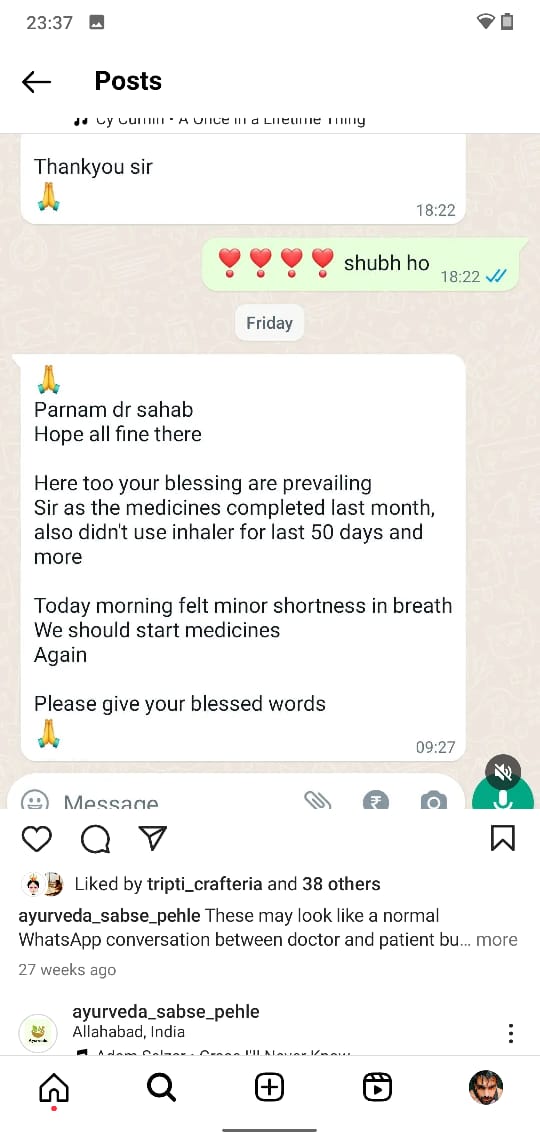 23:37
Posts
Cy Curnin • A Once in a Lifetime Thing
Thankyou sir
🙏
18:22
❣️❣️❣️❣️ shubh ho
18:22
Friday
🙏
Parnam dr sahab
Hope all fine there
Here too your blessing are prevailing
Sir as the medicines completed last month,
also didn't use inhaler for last 50 days and
more
Today morning felt minor shortness in breath
We should start medicines
Again
Please give your blessed words
🙏
09:27
Message
Liked by tripti_crafteria and 38 others
ayurveda_sabse_pehle These may look like a normal
WhatsApp conversation between doctor and patient bu... more
27 weeks ago
ayurveda_sabse_pehle
Allahabad, India